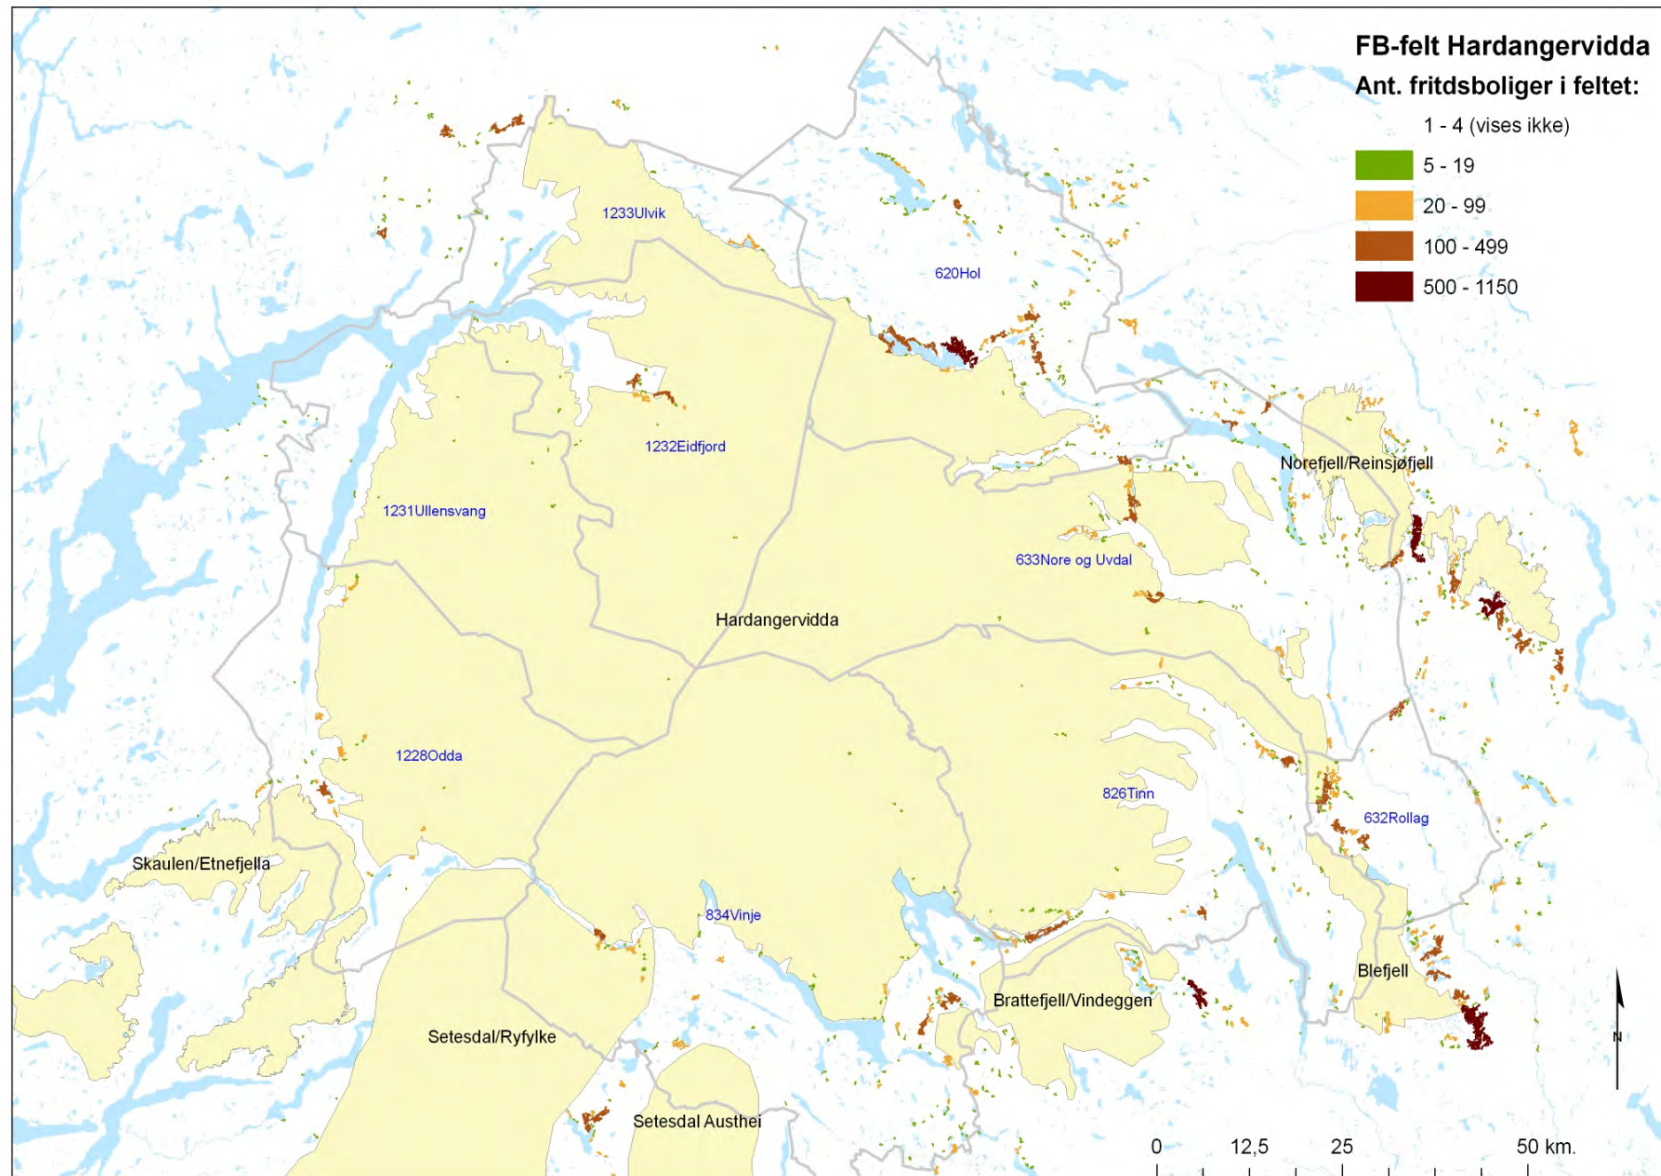 FB-felt Hardangervidda
Ant. fritdsboliger i feltet:
1 - 4 (vises ikke)
5 - 19
20 - 99
100 - 499
500 - 1150
1233Ulvik
620Hol
1232Eidfjord
Norefjell/Reinsjøfjell
1231Ullensvang
633Nore og Uvdal
Hardangervidda
1228Odda
826Tinn
632Rollag
Skaulen/Etnefjella
834Vinje
Blefjell
Brattefjell/Vindeggen
Setesdal/Ryfylke
N
Setesdal Austhei
0 12,5 25 50 km.